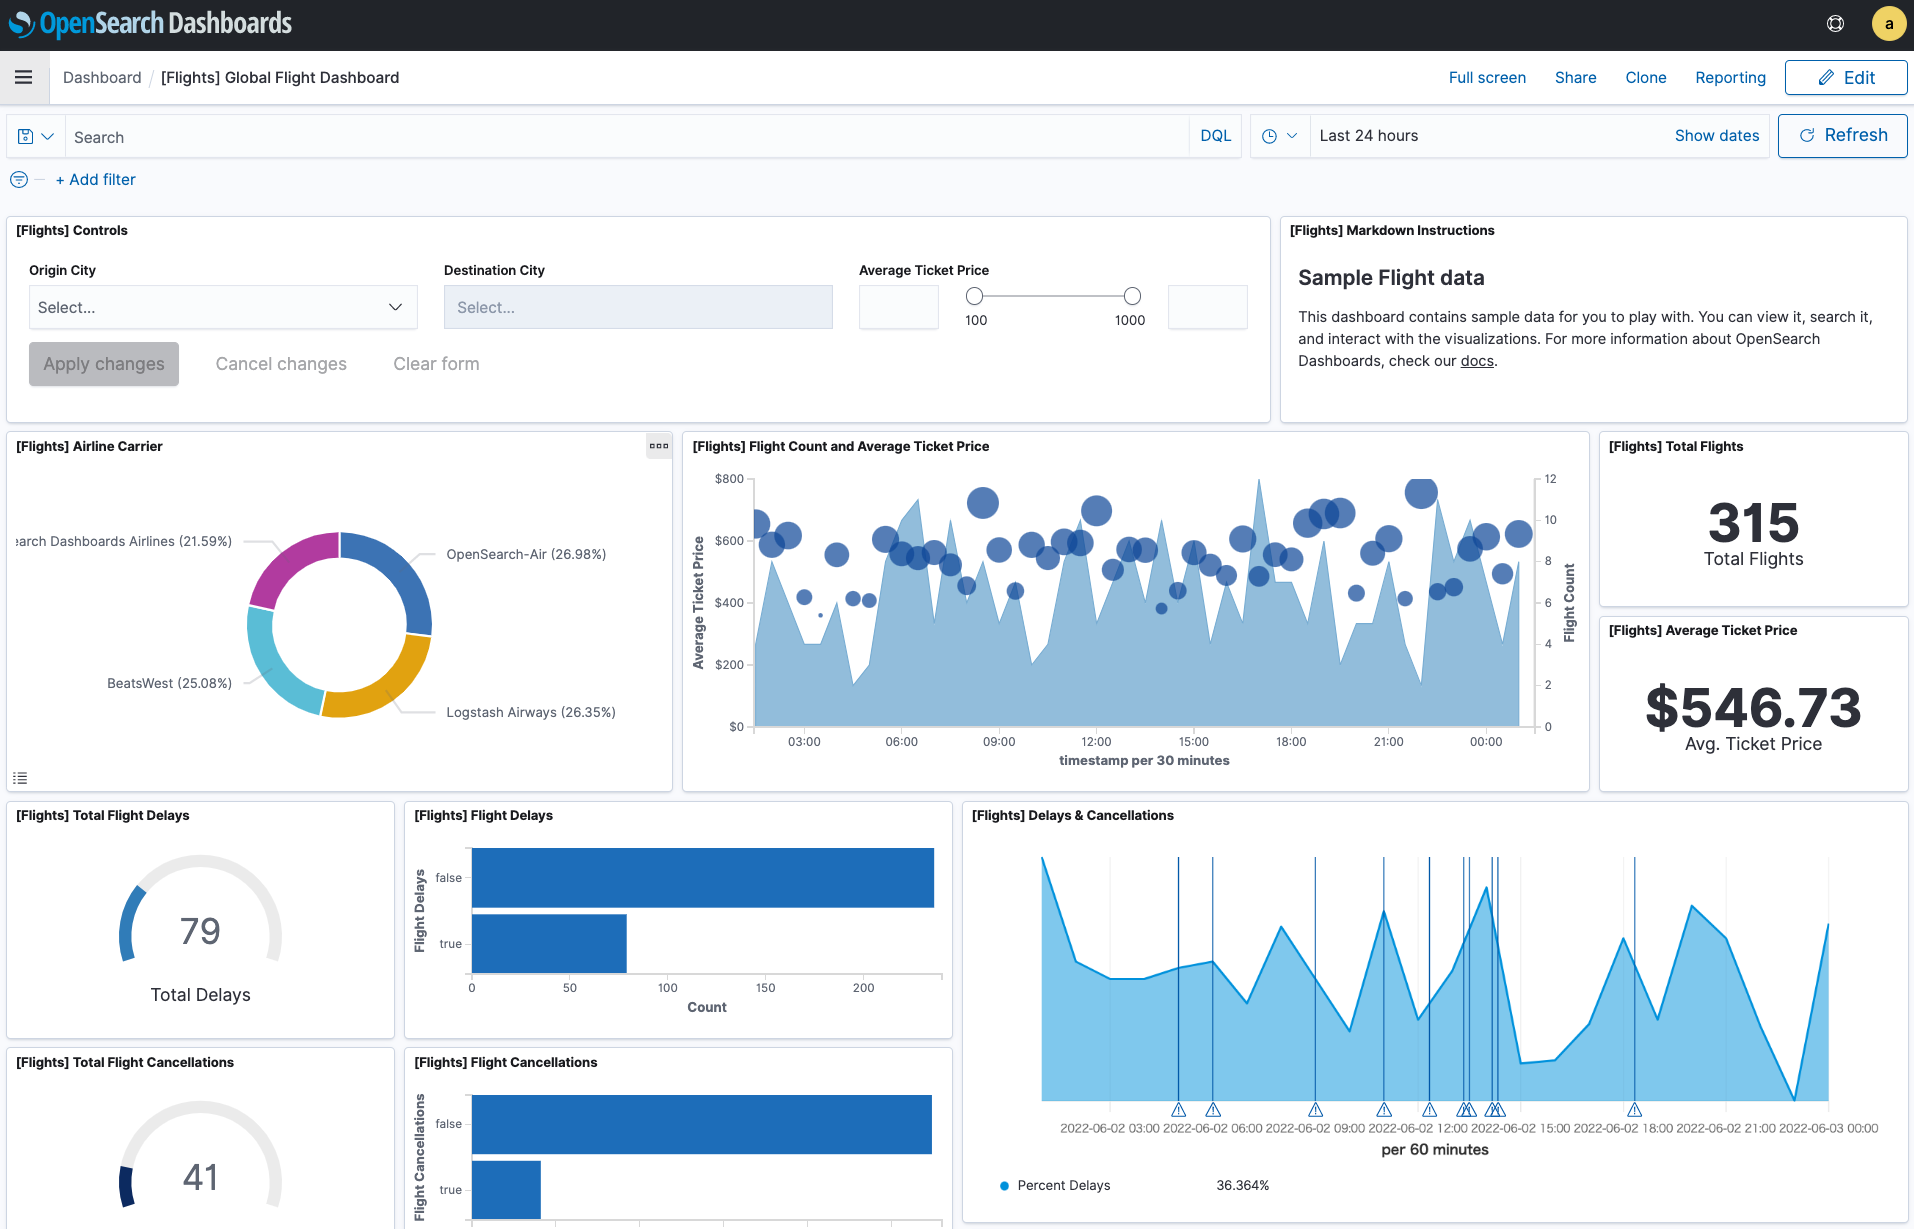 OpenSearch Dashboards
a
Dashboard / [Flights] Global Flight Dashboard
Full screen
Share
Clone
Reporting
Edit
Search
DQL
Last 24 hours
Show dates
Refresh
+ Add filter
[Flights] Controls
Origin City
Select...
Destination City
Select...
Average Ticket Price
100
1000
Apply changes
Cancel changes
Clear form
[Flights] Markdown Instructions
Sample Flight data
This dashboard contains sample data for you to play with. You can view it, search it,
and interact with the visualizations. For more information about OpenSearch
Dashboards, check our docs.
[Flights] Airline Carrier
earch Dashboards Airlines (21.59%)
OpenSearch-Air (26.98%)
BeatsWest (25.08%)
Logstash Airways (26.35%)
[Flights] Flight Count and Average Ticket Price
Average Ticket Price
$800
$600
$400
$200
$0
12
10
8
6
4
2
0
Flight Count
03:00
06:00
09:00
12:00
15:00
18:00
21:00
00:00
timestamp per 30 minutes
[Flights] Total Flights
315
Total Flights
[Flights] Average Ticket Price
$546.73
Avg. Ticket Price
[Flights] Total Flight Delays
79
Total Delays
[Flights] Flight Delays
Flight Delays
false
true
0
50
100
150
200
Count
[Flights] Delays & Cancellations
2022-06-02 03:00
2022-06-02 06:00
2022-06-02 09:00
2022-06-02 12:00
2022-06-02 15:00
2022-06-02 18:00
2022-06-02 21:00
2022-06-03 00:00
per 60 minutes
Percent Delays
36.364%
[Flights] Total Flight Cancellations
41
[Flights] Flight Cancellations
Flight Cancellations
false
true